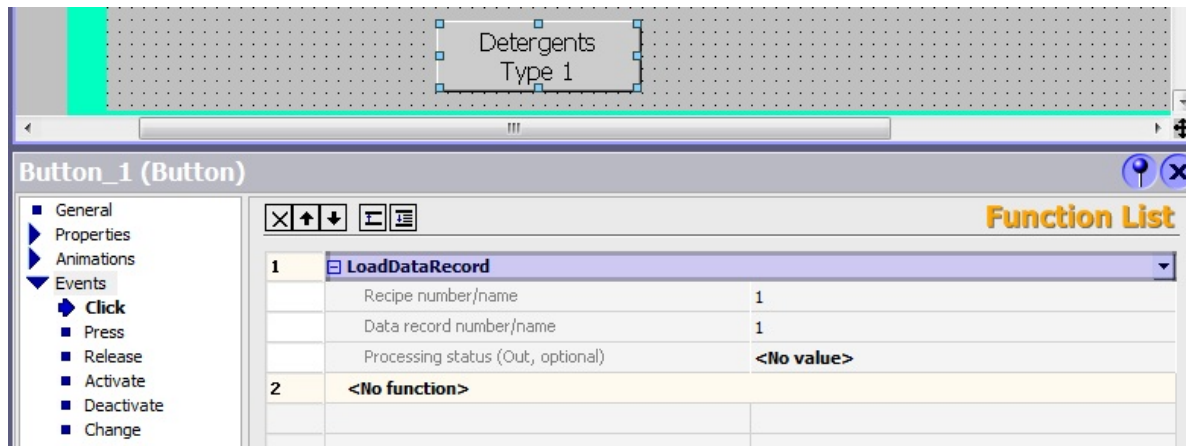 Detergents
Type 1
Button_1 (Button)
General
Properties
Animations
Events
Click
Press
Release
Activate
Deactivate
Change
Function List
1 LoadDataRecord
Recipe number/name 1
Data record number/name 1
Processing status (Out, optional) <No value>
2 <No function>